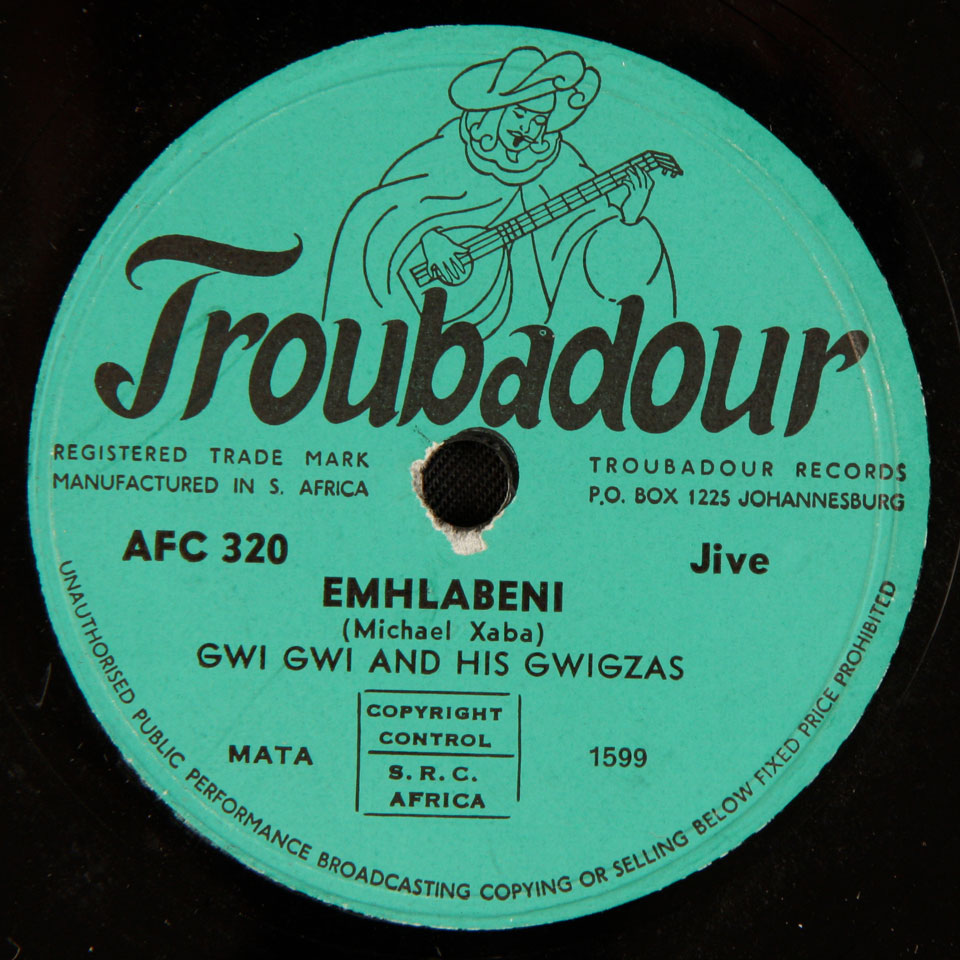 Troubadour
REGISTERED TRADE MARK
MANUFACTURED IN S. AFRICA
TROUBADOUR RECORDS
P.O. BOX 1225 JOHANNESBURG
AFC 320
Jive
EMHLABENI
(Michael Xaba)
GWI GWI AND HIS GWIGZAS
COPYRIGHT
CONTROL
MATA
1599
S. R. C.
AFRICA
UNAUTHORISED PUBLIC PERFORMANCE BROADCASTING COPYING OR SELLING BELOW FIXED PRICE PROHIBITED